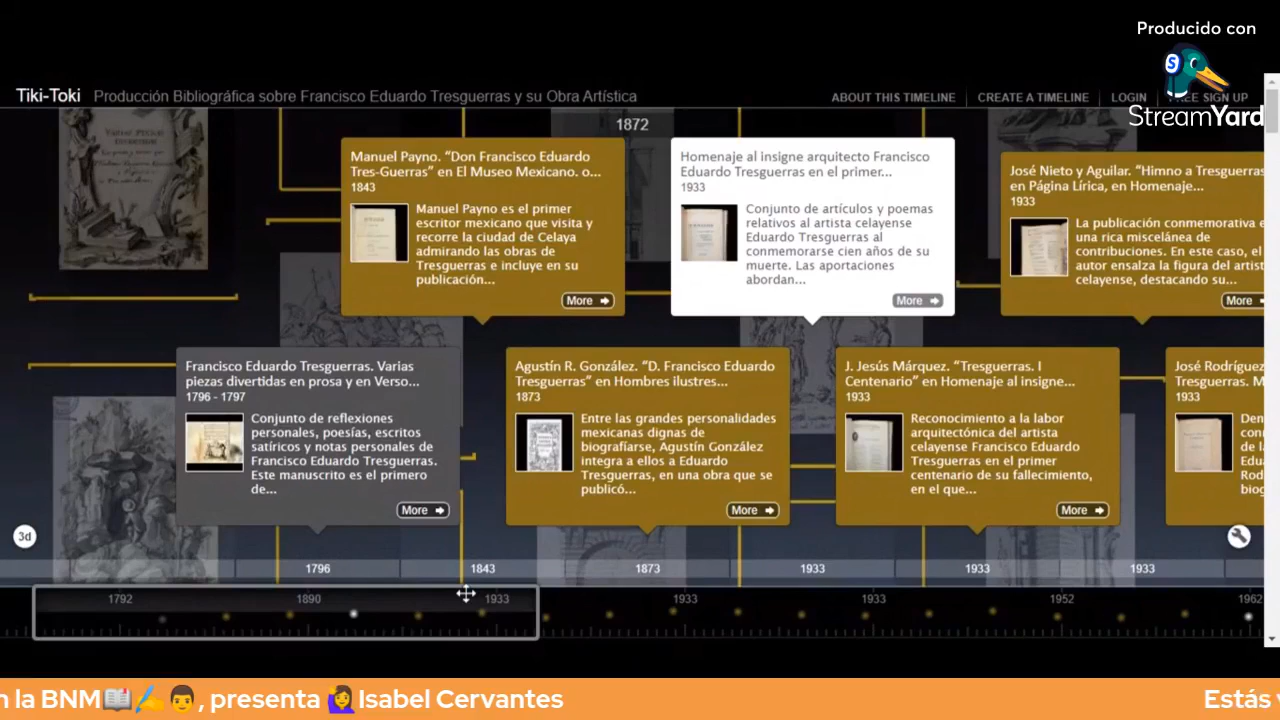 Producido con
StreamYard
Tiki-Toki Producción Bibliográfica sobre Francisco Eduardo Tresguerras y su Obra Artística
ABOUT THIS TIMELINE CREATE A TIMELINE LOGIN FREE SIGN UP
1872
Manuel Payno. “Don Francisco Eduardo
Tres-Guerras” en El Museo Mexicano. o...
1843
Manuel Payno es el primer
escritor mexicano que visita y
recorre la ciudad de Celaya
admirando las obras de
Tresguerras e incluye en su
publicación...
More
Homenaje al insigne arquitecto Francisco
Eduardo Tresguerras en el primer...
1933
Conjunto de artículos y poemas
relativos al artista celayense
Eduardo Tresguerras al
conmemorarse cien años de su
muerte. Las aportaciones
abordan...
More
José Nieto y Aguilar. “Himno a Tresguerras
en Página Lírica, en Homenaje...
1933
La publicación conmemorativa e
una rica miscelánea de
contribuciones. En este caso, el
autor ensalza la figura del artist
celayense, destacando su...
More
Francisco Eduardo Tresguerras. Varias
piezas divertidas en prosa y en Verso...
1796 - 1797
Conjunto de reflexiones
personales, poesías, escritos
satíricos y notas personales de
Francisco Eduardo Tresguerras.
Este manuscrito es el primero
de...
More
Agustín R. González. “D. Francisco Eduardo
Tresguerras” en Hombres ilustres...
1873
Entre las grandes personalidades
mexicanas dignas de
biografiarse, Agustín González
integra a ellos a Eduardo
Tresguerras, en una obra que se
publicó...
More
J. Jesús Márquez. “Tresguerras. I
Centenario” en Homenaje al insigne...
1933
Reconocimiento a la labor
arquitectónica del artista
celayense Francisco Eduardo
Tresguerras en el primer
centenario de su fallecimiento,
en el que...
More
José Rodríguez
Tresguerras. M
1933
Den
con
de la
Edua
Rod
biog
3d
1796 1843 1873 1933 1933 1933
1792 1890 1933 1933 1933 1952 1962
n la BNM📖✍👨, presenta 🙋‍♀️Isabel Cervantes
Estás v